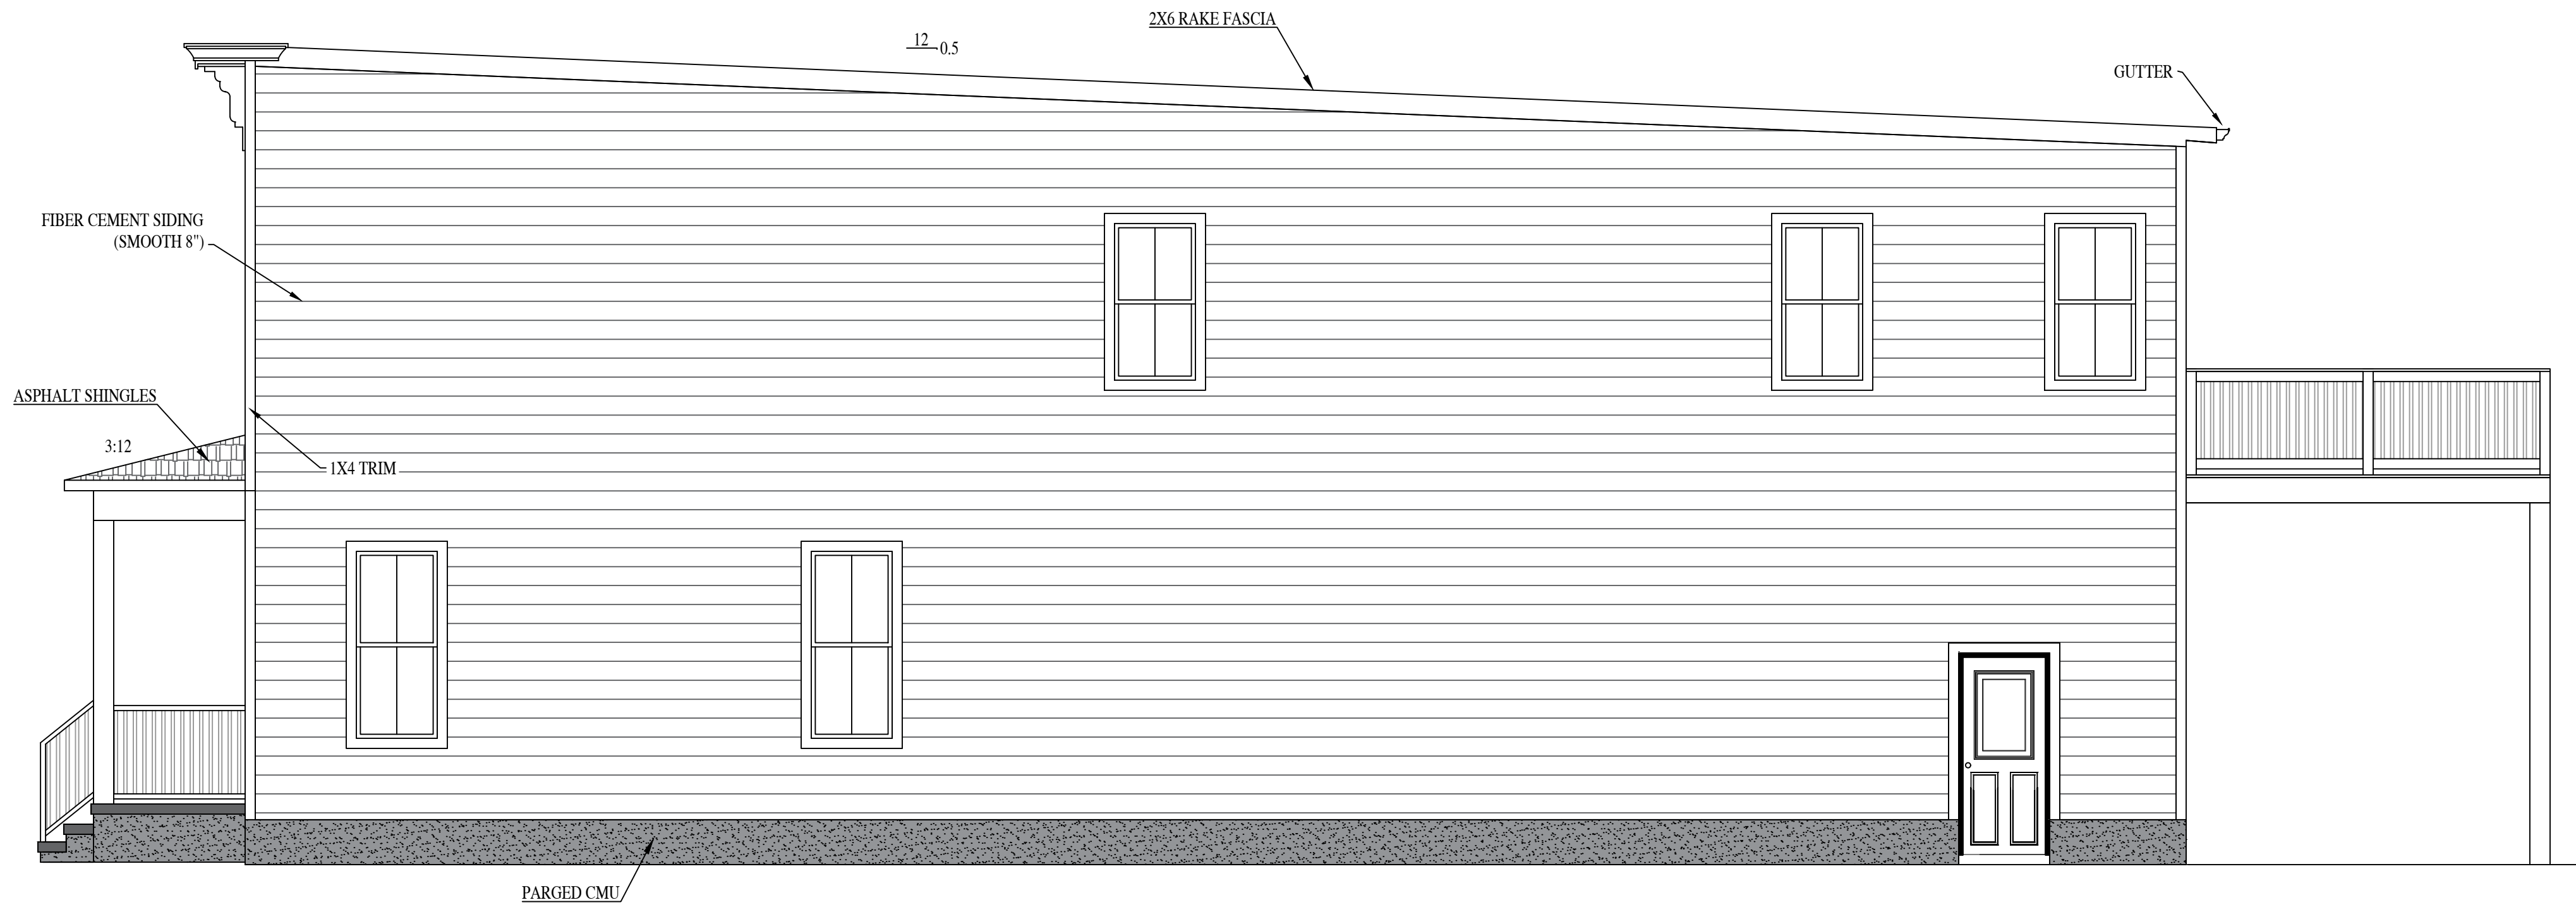 2X6 RAKE FASCIA
12
0.5
GUTTER
FIBER CEMENT SIDING
(SMOOTH 8")
ASPHALT SHINGLES
3:12
1X4 TRIM
PARGED CMU